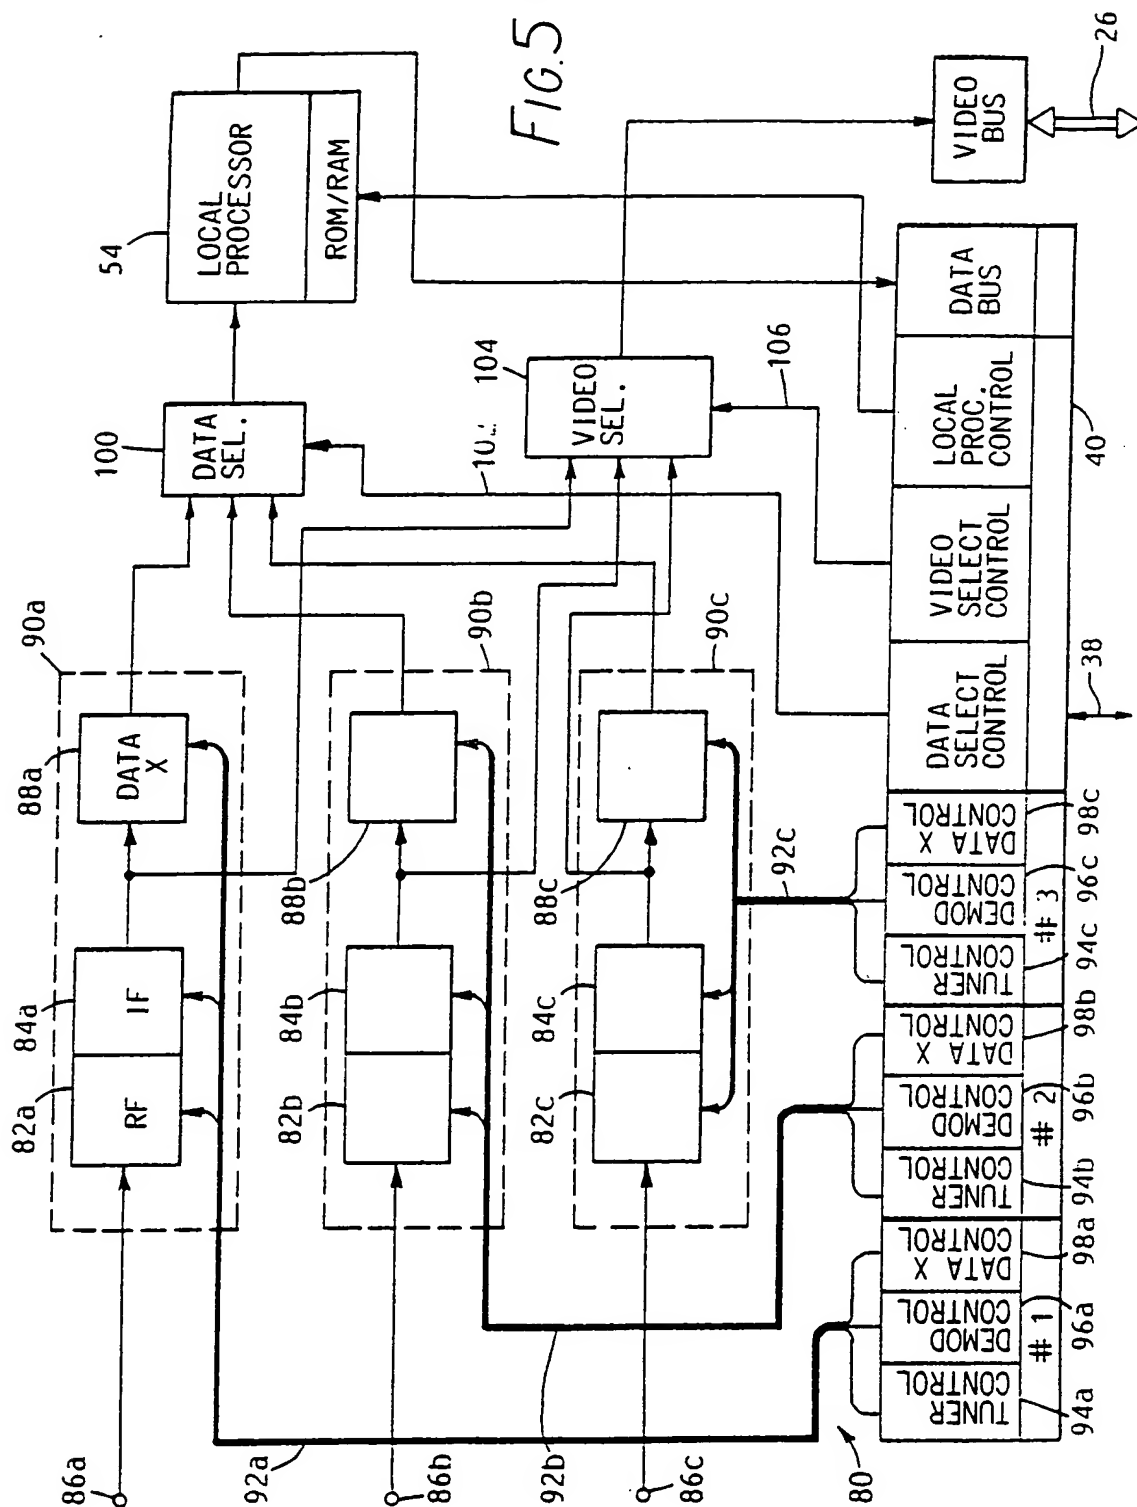 FIG. 5
86a
82a
84a
88a
90a
RF
IF
DATA
X
100
DATA
SEL.
54
LOCAL
PROCESSOR
ROM/RAM
92a
86b
82b
84b
88b
90b
92b
86c
82c
84c
88c
90c
92c
10
104
VIDEO
SEL.
106
VIDEO
BUS
26
80
TUNER
CONTROL
DEMOD
CONTROL
DATA X
CONTROL
# 1
TUNER
CONTROL
DEMOD
CONTROL
DATA X
CONTROL
# 2
TUNER
CONTROL
DEMOD
CONTROL
DATA X
CONTROL
# 3
DATA
SELECT
CONTROL
VIDEO
SELECT
CONTROL
LOCAL
PROC.
CONTROL
DATA
BUS
94a
96a
98a
94b
96b
98b
94c
96c
98c
38
40